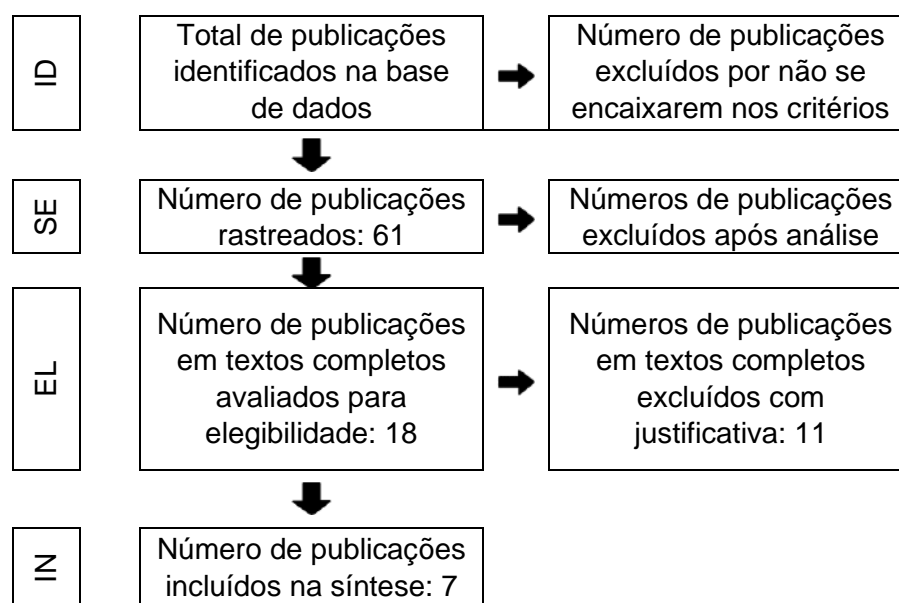 ID
Total de publicações
identificados na base
de dados
Número de publicações
excluídos por não se
encaixarem nos critérios
SE
Número de publicações
rastreados: 61
Números de publicações
excluídos após análise
EL
Número de publicações
em textos completos
avaliados para
elegibilidade: 18
Números de publicações
em textos completos
excluídos com
justificativa: 11
IN
Número de publicações
incluídos na síntese: 7